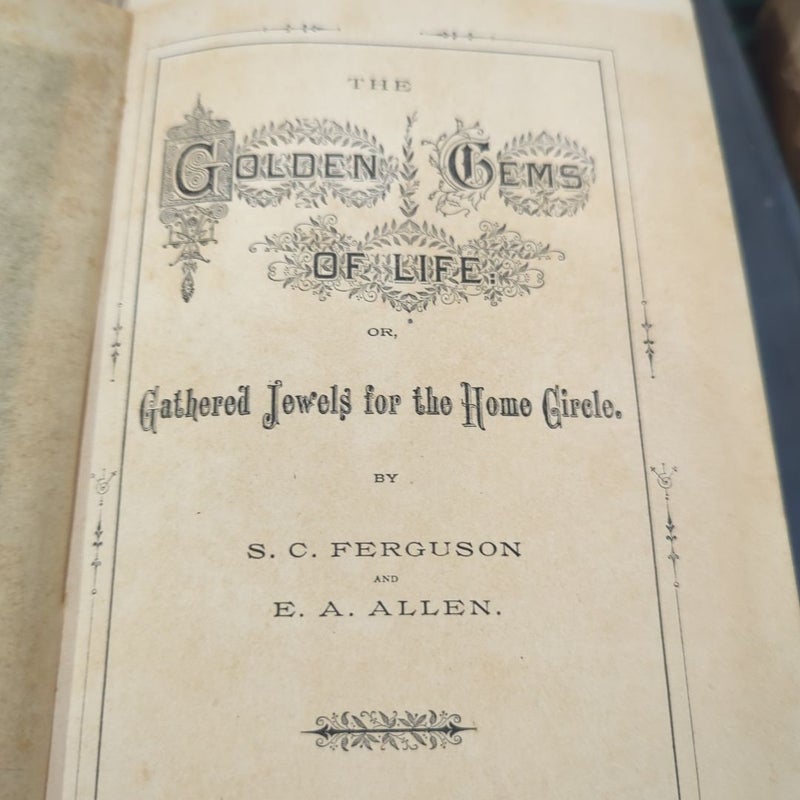 THE
GOLDEN GEMS
OF LIFE:
OR,
Gathered Jewels for the Home Circle.
BY
S. C. FERGUSON
AND
E. A. ALLEN.